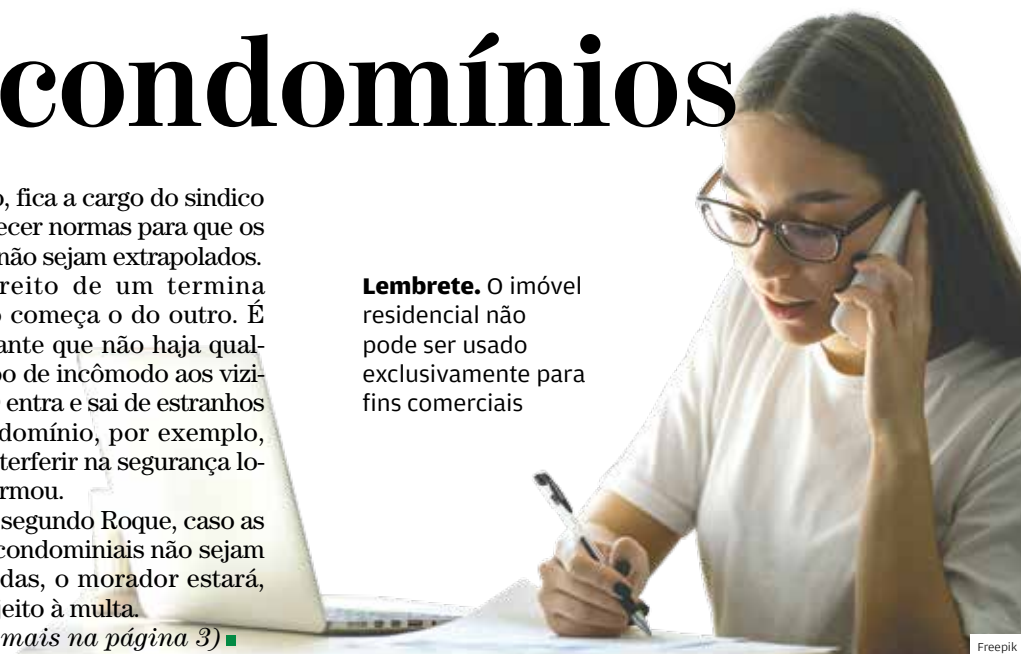 condomínios
o, fica a cargo do sindico
ecer normas para que os
não sejam extrapolados.
reito de um termina
o começa o do outro. É
ante que não haja qual-
po de incômodo aos vizi-
entra e sai de estranhos
domínio, por exemplo,
terferir na segurança lo-
rmou.
segundo Roque, caso as
condominiais não sejam
das, o morador estará,
jeito à multa.
mais na página 3)
Lembrete. O imóvel
residencial não
pode ser usado
exclusivamente para
fins comerciais
Freepik